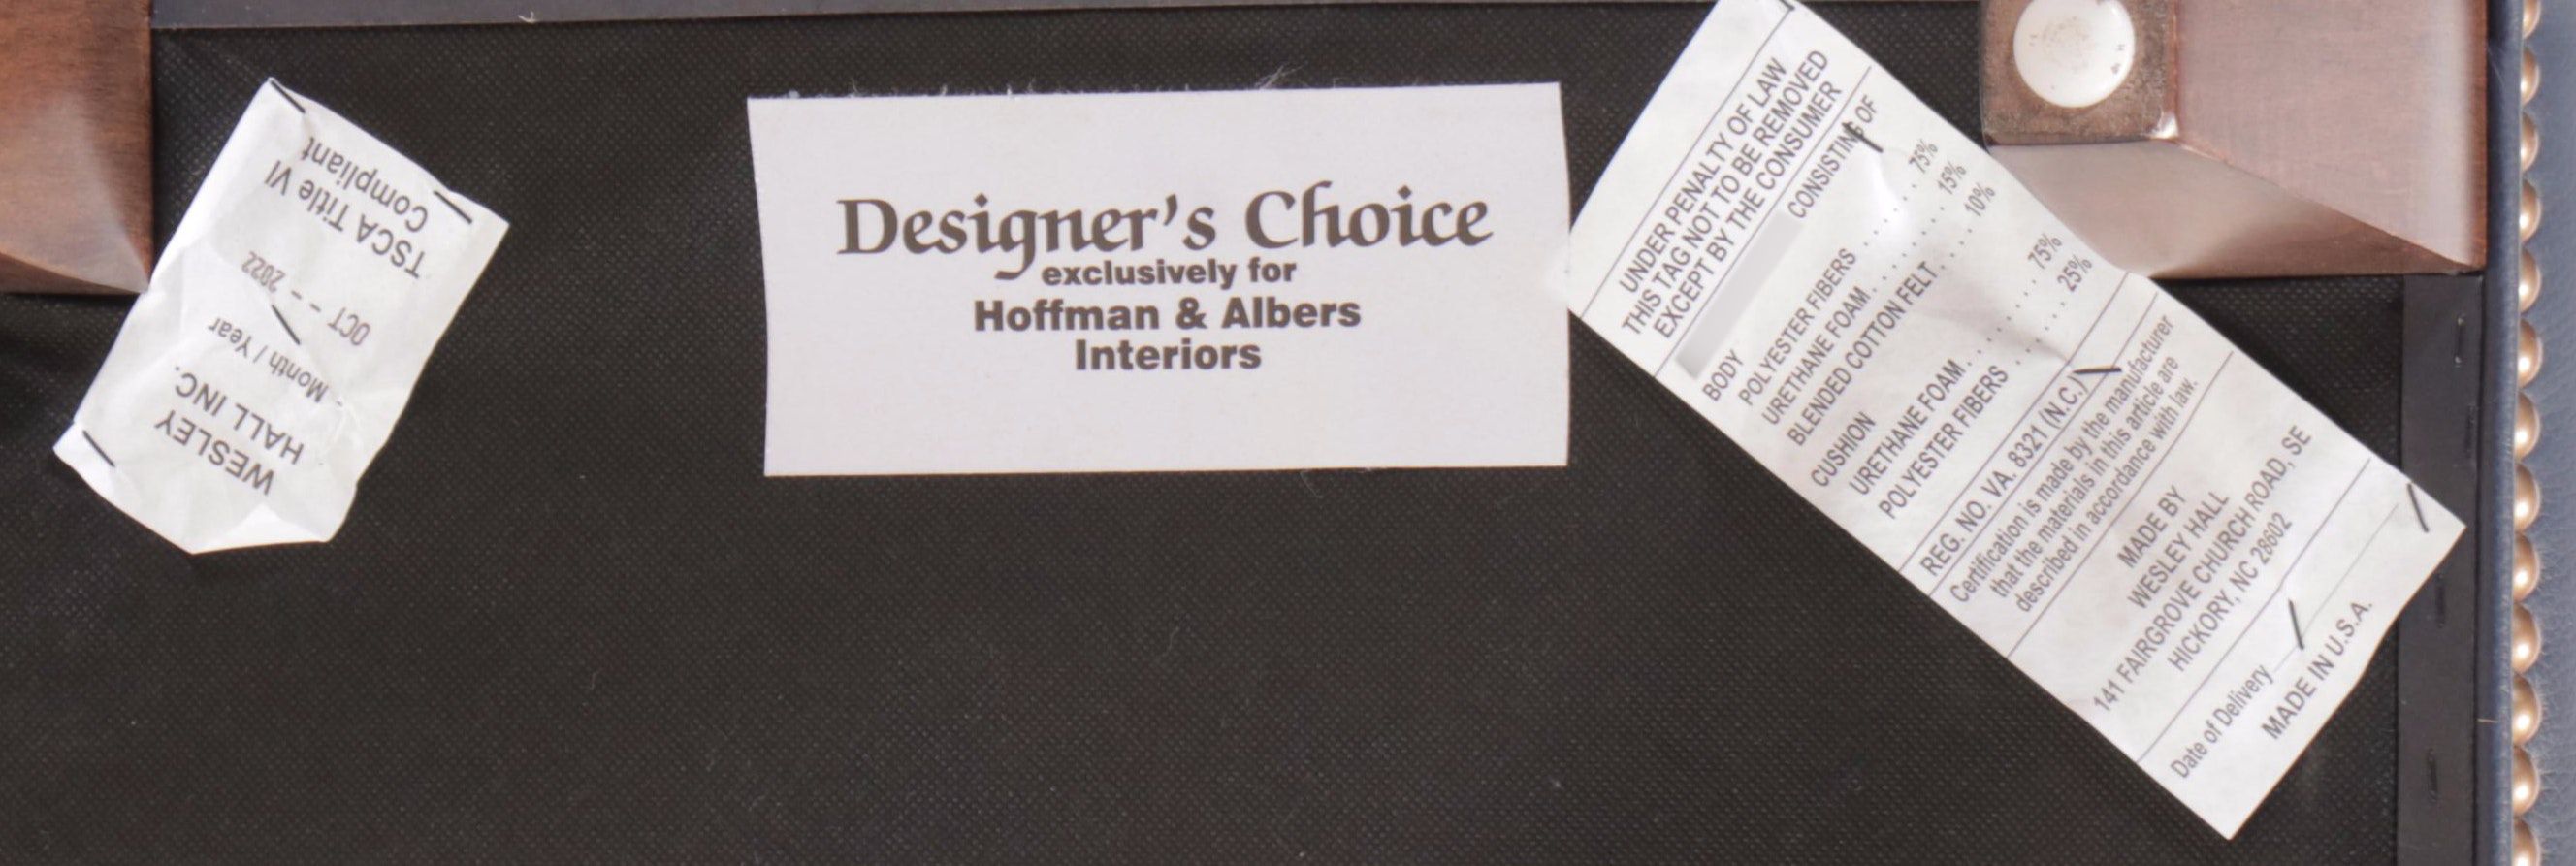 WESLEY
HALL INC.
- Month / Year
OCT -- 2022
TSCA Title VI
Compliant
Designer's Choice
exclusively for
Hoffman & Albers
Interiors
UNDER PENALTY OF LAW
THIS TAG NOT TO BE REMOVED
EXCEPT BY THE CONSUMER
CONSISTING OF
BODY
POLYESTER FIBERS . . . . . . . 75%
URETHANE FOAM . . . . . . . . 15%
BLENDED COTTON FELT . . . . 10%
CUSHION
URETHANE FOAM . . . . . . . . 75%
POLYESTER FIBERS . . . . . . 25%
REG. NO. VA. 8321 (N.C.)
Certification is made by the manufacturer
that the materials in this article are
described in accordance with law.
MADE BY
WESLEY HALL
141 FAIRGROVE CHURCH ROAD, SE
HICKORY, NC 28602
Date of Delivery
MADE IN U.S.A.